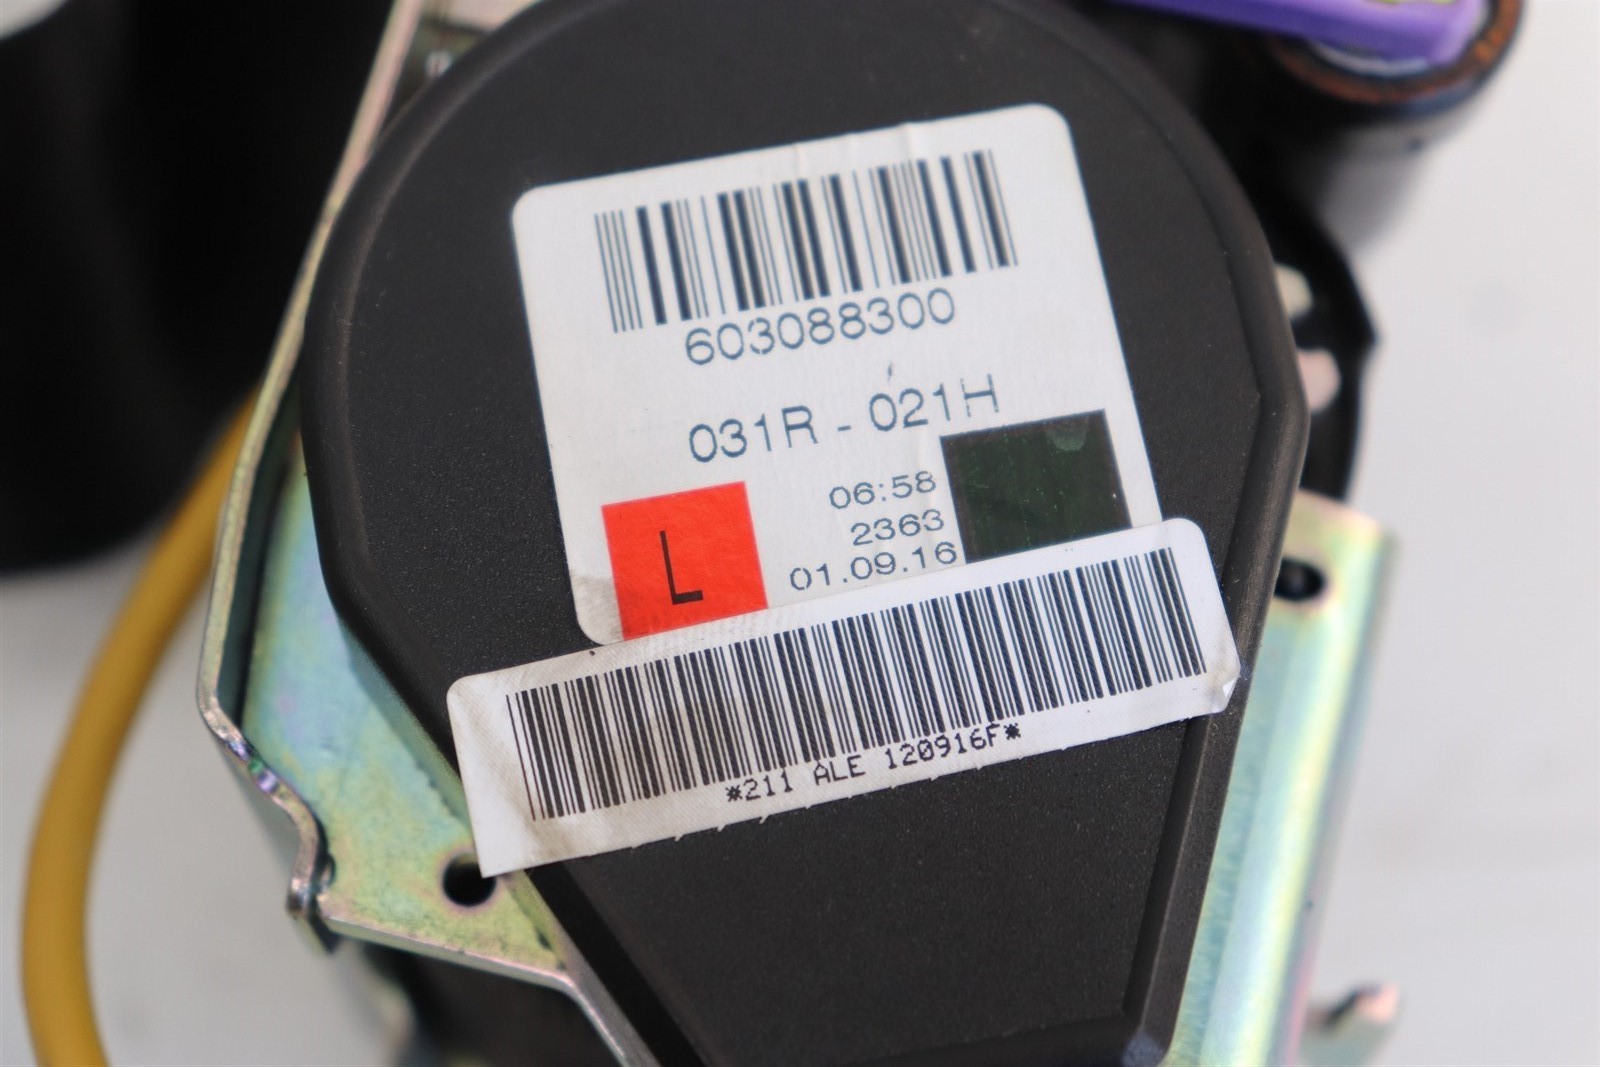 603088300
031R - 021H
06:58
2363
L
01.09.16
*211 ALE 120916F*